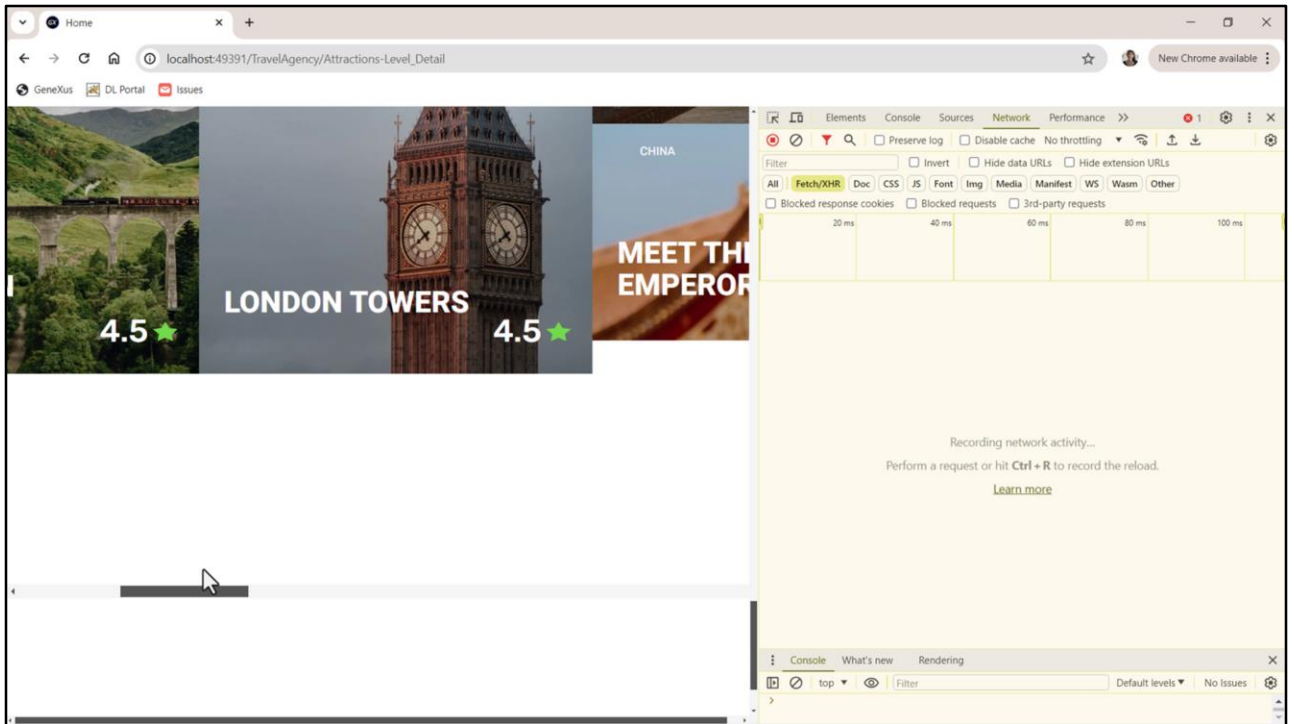 Home
localhost:49391/TravelAgency/Attractions-Level_Detail
New Chrome available
GeneXus DL Portal Issues
LONDON TOWERS
4.5
4.5
CHINA
MEET TH
EMPEROR
Elements Console Sources Network Performance 1
Preserve log Disable cache No throttling
Filter Invert Hide data URLs Hide extension URLs
All Fetch/XHR Doc CSS JS Font Img Media Manifest WS Wasm Other
Blocked response cookies Blocked requests 3rd-party requests
20 ms 40 ms 60 ms 80 ms 100 ms
Recording network activity...
Perform a request or hit Ctrl + R to record the reload.
Learn more
Console What's new Rendering
top Filter Default levels No Issues